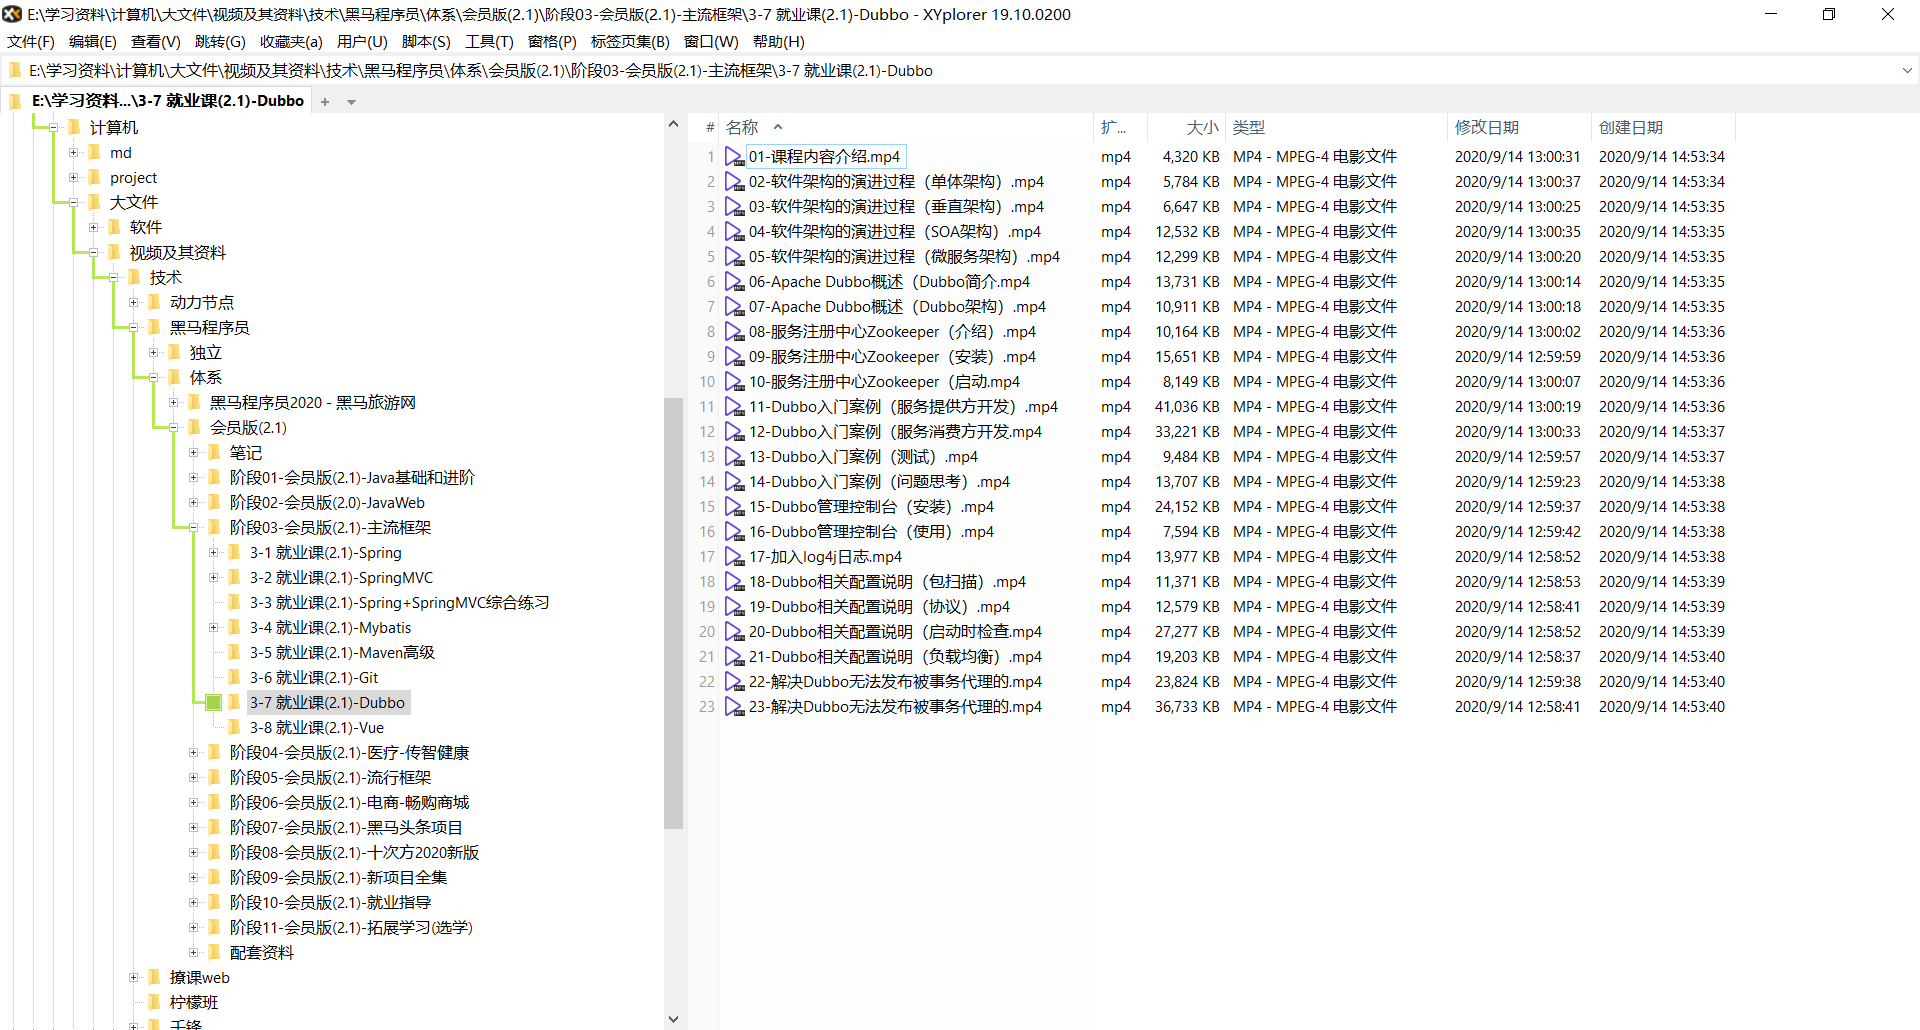 E:\学习资料\计算机\大文件\视频及其资料\技术\黑马程序员\体系\会员版(2.1)\阶段03-会员版(2.1)-主流框架\3-7 就业课(2.1)-Dubbo - XYplorer 19.10.0200
文件(F) 编辑(E) 查看(V) 跳转(G) 收藏夹(a) 用户(U) 脚本(S) 工具(T) 窗格(P) 标签页集(B) 窗口(W) 帮助(H)
E:\学习资料\计算机\大文件\视频及其资料\技术\黑马程序员\体系\会员版(2.1)\阶段03-会员版(2.1)-主流框架\3-7 就业课(2.1)-Dubbo
E:\学习资料...\3-7 就业课(2.1)-Dubbo
计算机
md
project
大文件
软件
视频及其资料
技术
动力节点
黑马程序员
独立
体系
黑马程序员2020 - 黑马旅游网
会员版(2.1)
笔记
阶段01-会员版(2.1)-Java基础和进阶
阶段02-会员版(2.0)-JavaWeb
阶段03-会员版(2.1)-主流框架
3-1 就业课(2.1)-Spring
3-2 就业课(2.1)-SpringMVC
3-3 就业课(2.1)-Spring+SpringMVC综合练习
3-4 就业课(2.1)-Mybatis
3-5 就业课(2.1)-Maven高级
3-6 就业课(2.1)-Git
3-7 就业课(2.1)-Dubbo
3-8 就业课(2.1)-Vue
阶段04-会员版(2.1)-医疗-传智健康
阶段05-会员版(2.1)-流行框架
阶段06-会员版(2.1)-电商-畅购商城
阶段07-会员版(2.1)-黑马头条项目
阶段08-会员版(2.1)-十次方2020新版
阶段09-会员版(2.1)-新项目全集
阶段10-会员版(2.1)-就业指导
阶段11-会员版(2.1)-拓展学习(选学)
配套资料
撩课web
柠檬班
千锋
# 名称 扩... 大小 类型 修改日期 创建日期
1 01-课程内容介绍.mp4 mp4 4,320 KB MP4 - MPEG-4 电影文件 2020/9/14 13:00:31 2020/9/14 14:53:34
2 02-软件架构的演进过程（单体架构）.mp4 mp4 5,784 KB MP4 - MPEG-4 电影文件 2020/9/14 13:00:37 2020/9/14 14:53:34
3 03-软件架构的演进过程（垂直架构）.mp4 mp4 6,647 KB MP4 - MPEG-4 电影文件 2020/9/14 13:00:25 2020/9/14 14:53:35
4 04-软件架构的演进过程（SOA架构）.mp4 mp4 12,532 KB MP4 - MPEG-4 电影文件 2020/9/14 13:00:35 2020/9/14 14:53:35
5 05-软件架构的演进过程（微服务架构）.mp4 mp4 12,299 KB MP4 - MPEG-4 电影文件 2020/9/14 13:00:20 2020/9/14 14:53:35
6 06-Apache Dubbo概述（Dubbo简介.mp4 mp4 13,731 KB MP4 - MPEG-4 电影文件 2020/9/14 13:00:14 2020/9/14 14:53:35
7 07-Apache Dubbo概述（Dubbo架构）.mp4 mp4 10,911 KB MP4 - MPEG-4 电影文件 2020/9/14 13:00:18 2020/9/14 14:53:35
8 08-服务注册中心Zookeeper（介绍）.mp4 mp4 10,164 KB MP4 - MPEG-4 电影文件 2020/9/14 13:00:02 2020/9/14 14:53:36
9 09-服务注册中心Zookeeper（安装）.mp4 mp4 15,651 KB MP4 - MPEG-4 电影文件 2020/9/14 12:59:59 2020/9/14 14:53:36
10 10-服务注册中心Zookeeper（启动.mp4 mp4 8,149 KB MP4 - MPEG-4 电影文件 2020/9/14 13:00:07 2020/9/14 14:53:36
11 11-Dubbo入门案例（服务提供方开发）.mp4 mp4 41,036 KB MP4 - MPEG-4 电影文件 2020/9/14 13:00:19 2020/9/14 14:53:36
12 12-Dubbo入门案例（服务消费方开发.mp4 mp4 33,221 KB MP4 - MPEG-4 电影文件 2020/9/14 13:00:33 2020/9/14 14:53:37
13 13-Dubbo入门案例（测试）.mp4 mp4 9,484 KB MP4 - MPEG-4 电影文件 2020/9/14 12:59:57 2020/9/14 14:53:37
14 14-Dubbo入门案例（问题思考）.mp4 mp4 13,707 KB MP4 - MPEG-4 电影文件 2020/9/14 12:59:23 2020/9/14 14:53:38
15 15-Dubbo管理控制台（安装）.mp4 mp4 24,152 KB MP4 - MPEG-4 电影文件 2020/9/14 12:59:37 2020/9/14 14:53:38
16 16-Dubbo管理控制台（使用）.mp4 mp4 7,594 KB MP4 - MPEG-4 电影文件 2020/9/14 12:59:42 2020/9/14 14:53:38
17 17-加入log4j日志.mp4 mp4 13,977 KB MP4 - MPEG-4 电影文件 2020/9/14 12:58:52 2020/9/14 14:53:38
18 18-Dubbo相关配置说明（包扫描）.mp4 mp4 11,371 KB MP4 - MPEG-4 电影文件 2020/9/14 12:58:53 2020/9/14 14:53:39
19 19-Dubbo相关配置说明（协议）.mp4 mp4 12,579 KB MP4 - MPEG-4 电影文件 2020/9/14 12:58:41 2020/9/14 14:53:39
20 20-Dubbo相关配置说明（启动时检查.mp4 mp4 27,277 KB MP4 - MPEG-4 电影文件 2020/9/14 12:58:52 2020/9/14 14:53:39
21 21-Dubbo相关配置说明（负载均衡）.mp4 mp4 19,203 KB MP4 - MPEG-4 电影文件 2020/9/14 12:58:37 2020/9/14 14:53:40
22 22-解决Dubbo无法发布被事务代理的.mp4 mp4 23,824 KB MP4 - MPEG-4 电影文件 2020/9/14 12:59:38 2020/9/14 14:53:40
23 23-解决Dubbo无法发布被事务代理的.mp4 mp4 36,733 KB MP4 - MPEG-4 电影文件 2020/9/14 12:58:41 2020/9/14 14:53:40